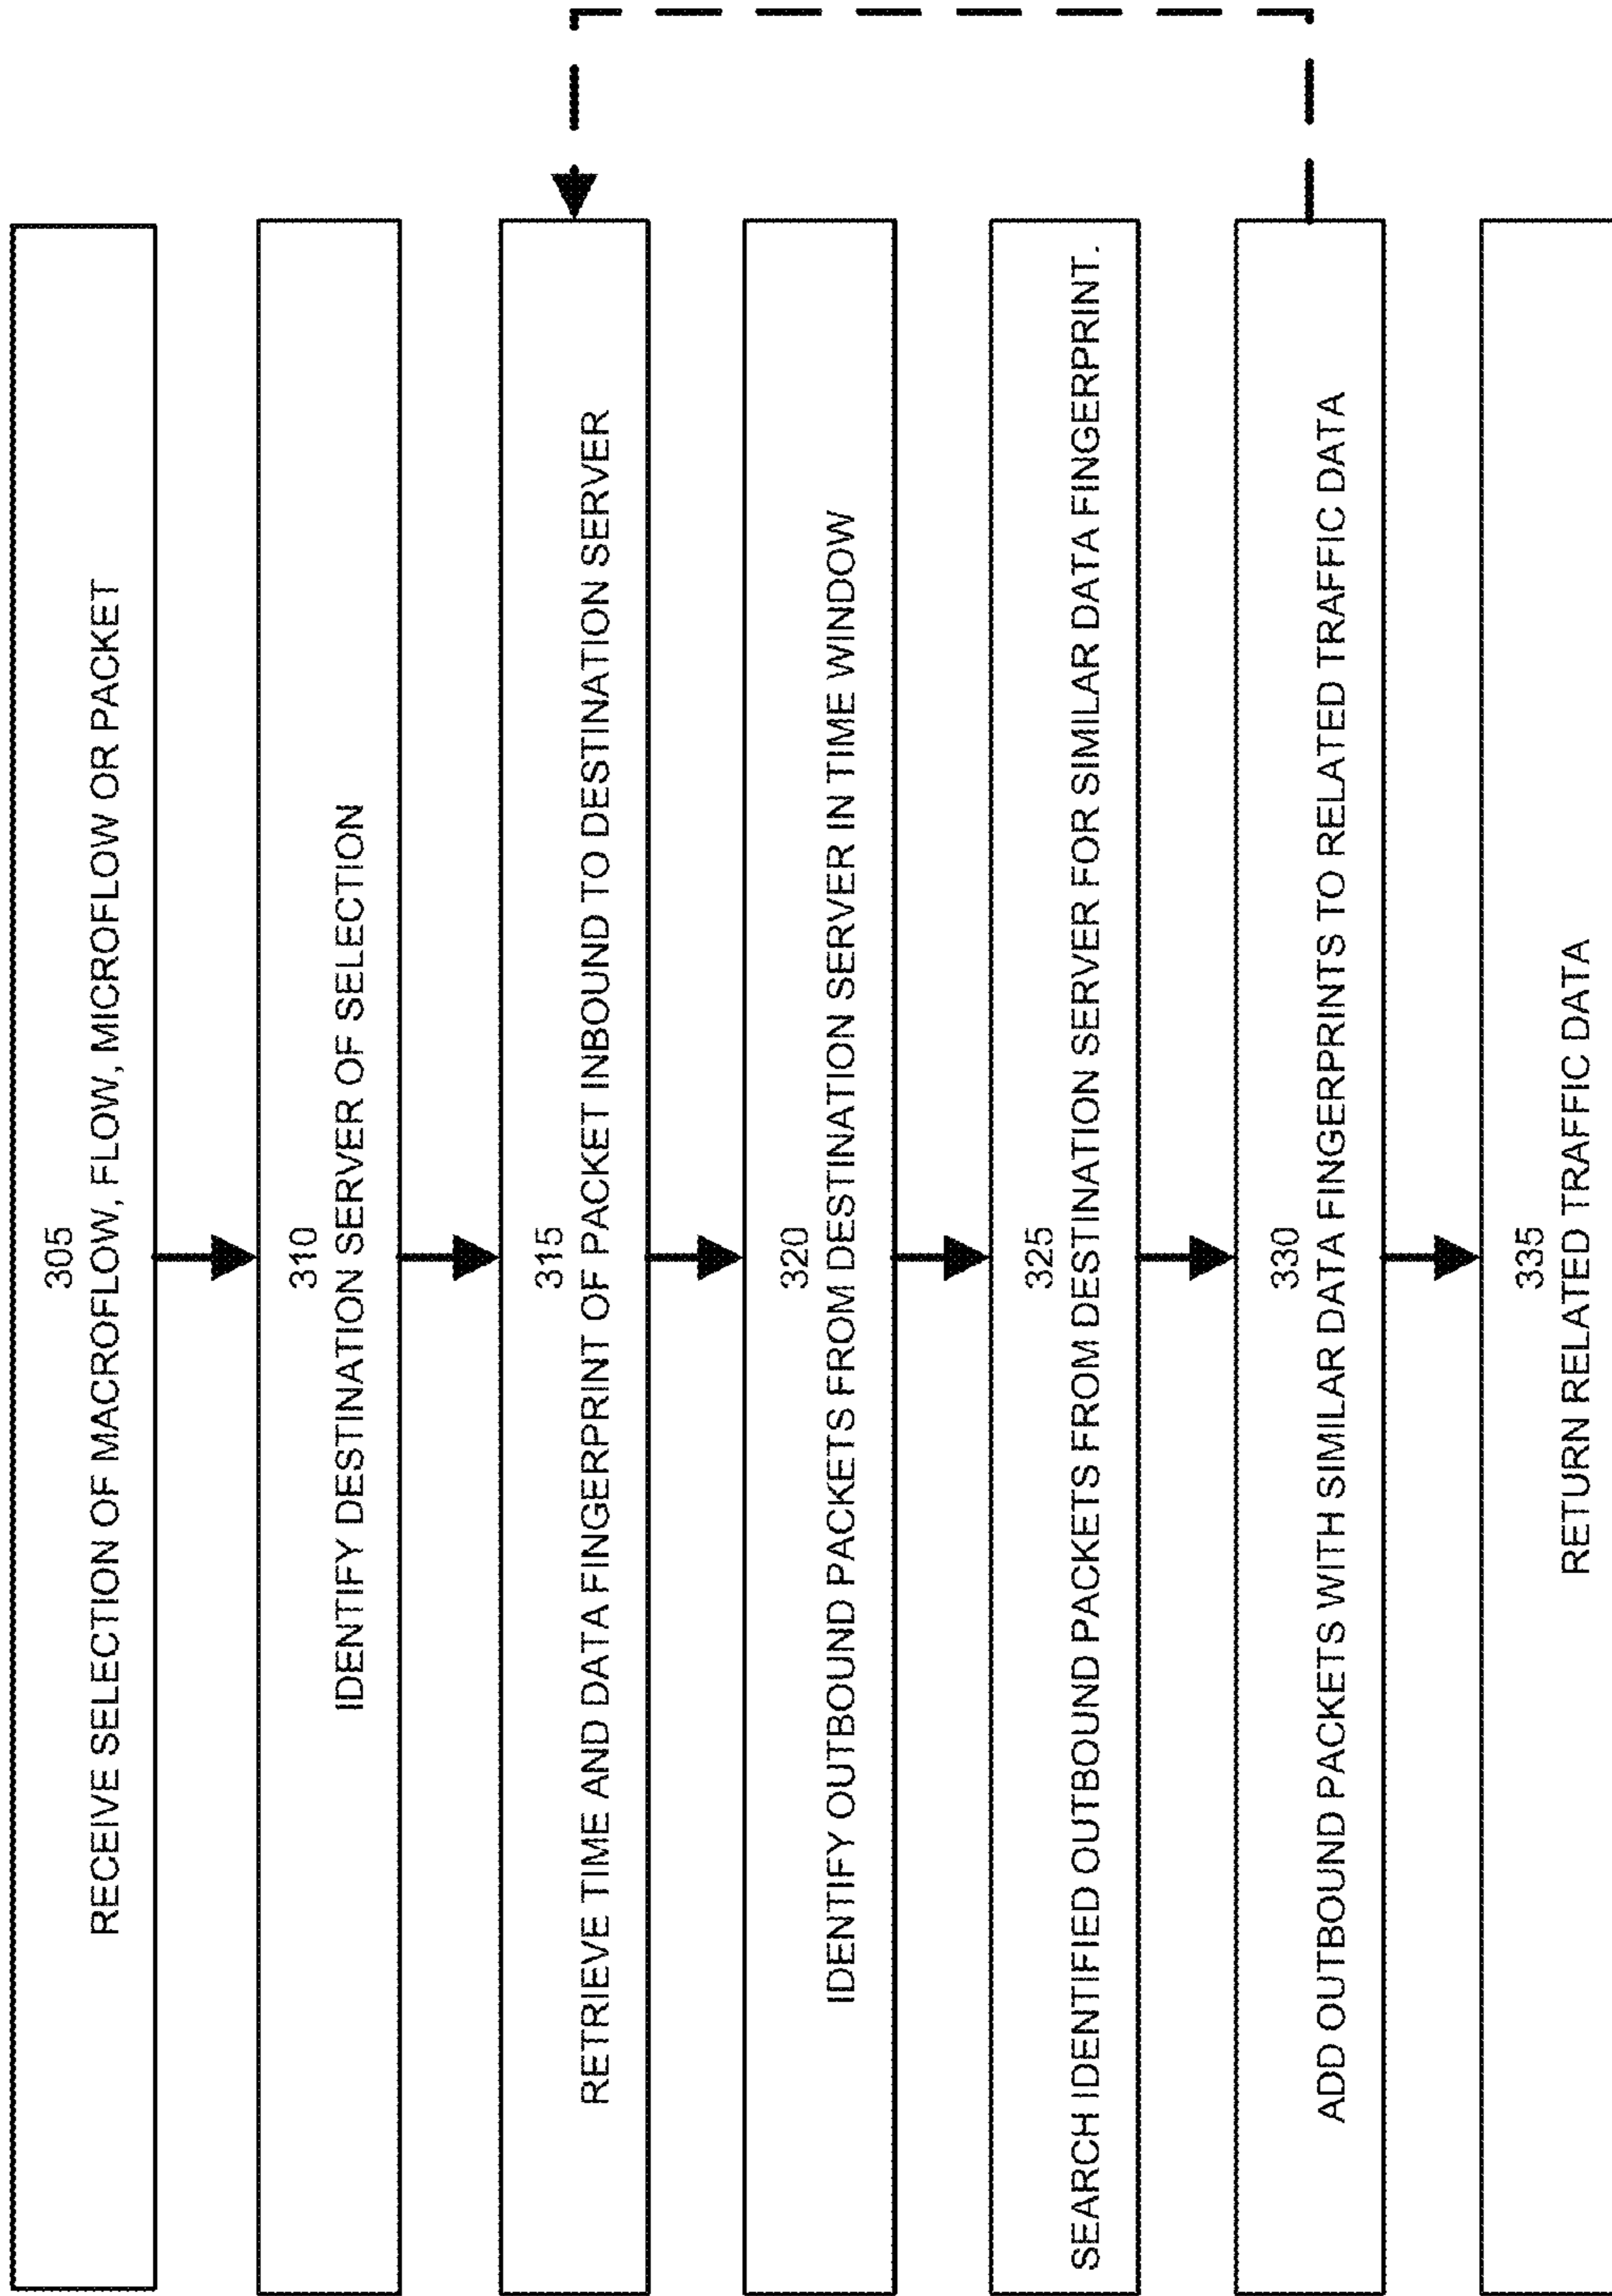 305
RECEIVE SELECTION OF MACROFLOW, FLOW, MICROFLOW OR PACKET
310
IDENTIFY DESTINATION SERVER OF SELECTION
315
RETRIEVE TIME AND DATA FINGERPRINT OF PACKET INBOUND TO DESTINATION SERVER
320
IDENTIFY OUTBOUND PACKETS FROM DESTINATION SERVER IN TIME WINDOW
325
SEARCH IDENTIFIED OUTBOUND PACKETS FROM DESTINATION SERVER FOR SIMILAR DATA FINGERPRINT.
330
ADD OUTBOUND PACKETS WITH SIMILAR DATA FINGERPRINTS TO RELATED TRAFFIC DATA
335
RETURN RELATED TRAFFIC DATA